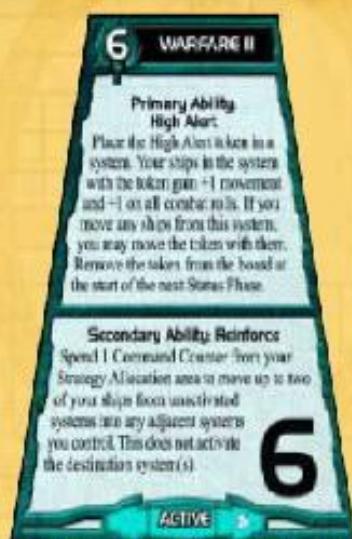 6 WARFARE II
Primary Ability:
High Alert
Place the High Alert token in a
system. Your ships in the system
with the token gain +1 movement
and +1 on all combat rolls. If you
move any ships from this system,
you may move the token with them.
Remove the token from the board at
the start of the next Status Phase.
Secondary Ability: Reinforce
Spend 1 Command Counter from your
Strategy Allocation area to move up to two
of your ships from unactivated
systems into any adjacent systems
you control. This does not activate
the destination system(s).
6
ACTIVE